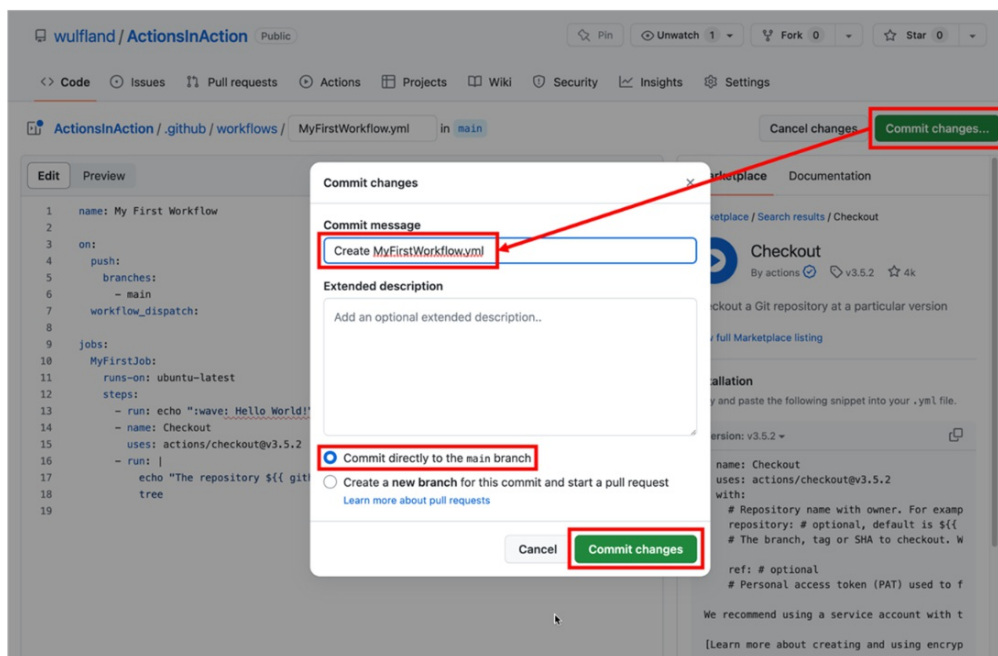 wulfland / ActionsInAction Public
Pin Unwatch 1 Fork 0 Star 0
Code Issues Pull requests Actions Projects Wiki Security Insights Settings
ActionsInAction / .github / workflows / MyFirstWorkflow.yml in main
Cancel changes Commit changes...
Edit Preview
1 name: My First Workflow
2
3 on:
4 push:
5 branches:
6 - main
7 workflow_dispatch:
8
9 jobs:
10 MyFirstJob:
11 runs-on: ubuntu-latest
12 steps:
13 - run: echo ":wave: Hello World!"
14 - name: Checkout
15 uses: actions/checkout@v3.5.2
16 - run: |
17 echo "The repository ${{
18 tree
19
Commit changes
Commit message
Create MyFirstWorkflow.yml
Extended description
Add an optional extended description..
Commit directly to the main branch
Create a new branch for this commit and start a pull request
Learn more about pull requests
Cancel Commit changes
Documentation
/ Search results / Checkout
Checkout
By actions v3.5.2 4k
a Git repository at a particular version
full Marketplace listing
and paste the following snippet into your .yml file.
v3.5.2
name: Checkout
uses: actions/checkout@v3.5.2
with:
# Repository name with owner. For examp
repository: # optional, default is ${{
# The branch, tag or SHA to checkout. W
ref: # optional
# Personal access token (PAT) used to f
We recommend using a service account with t
[Learn more about creating and using encryp